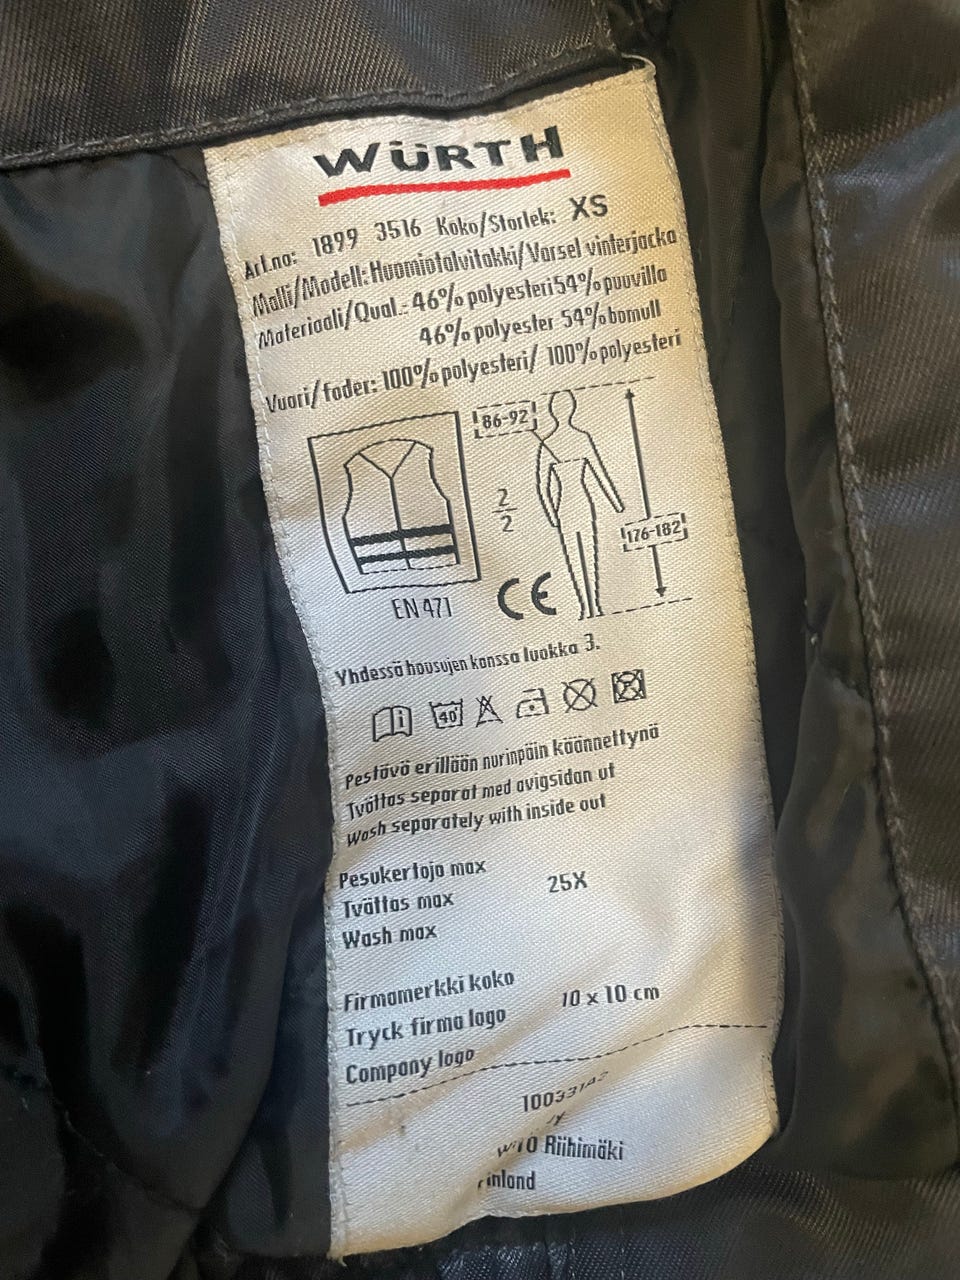 WÜRTH
Art.no: 1899 3516 Koko/Storlek: XS
Malli/Modell: Huomiotalvitakki/Varsel vinterjacka
Materiaali/Qual.: 46% polyesteri 54% puuvilla
46% polyester 54% bomull
Vuori/foder: 100% polyesteri/ 100% polyesteri
86-92
2
2
176-182
EN 471
CE
Yhdessä housujen kanssa luokka 3.
40
Pestävä erillään nurinpäin käännettynä
Tvättas separat med avigsidan ut
Wash separately with inside out
Pesukertoja max
Tvättas max 25X
Wash max
Firmamerkki koko
Tryck firma logo 10 x 10 cm
Company logo
Riihimäki